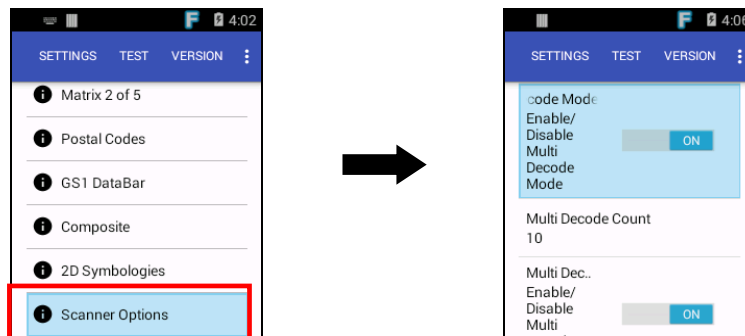 F 4:02
SETTINGS TEST VERSION
Matrix 2 of 5
Postal Codes
GS1 DataBar
Composite
2D Symbologies
Scanner Options
F 4:06
SETTINGS TEST VERSION
code Mode
Enable/
Disable
Multi
Decode
Mode
ON
Multi Decode Count
10
Multi Dec..
Enable/
Disable
Multi
ON